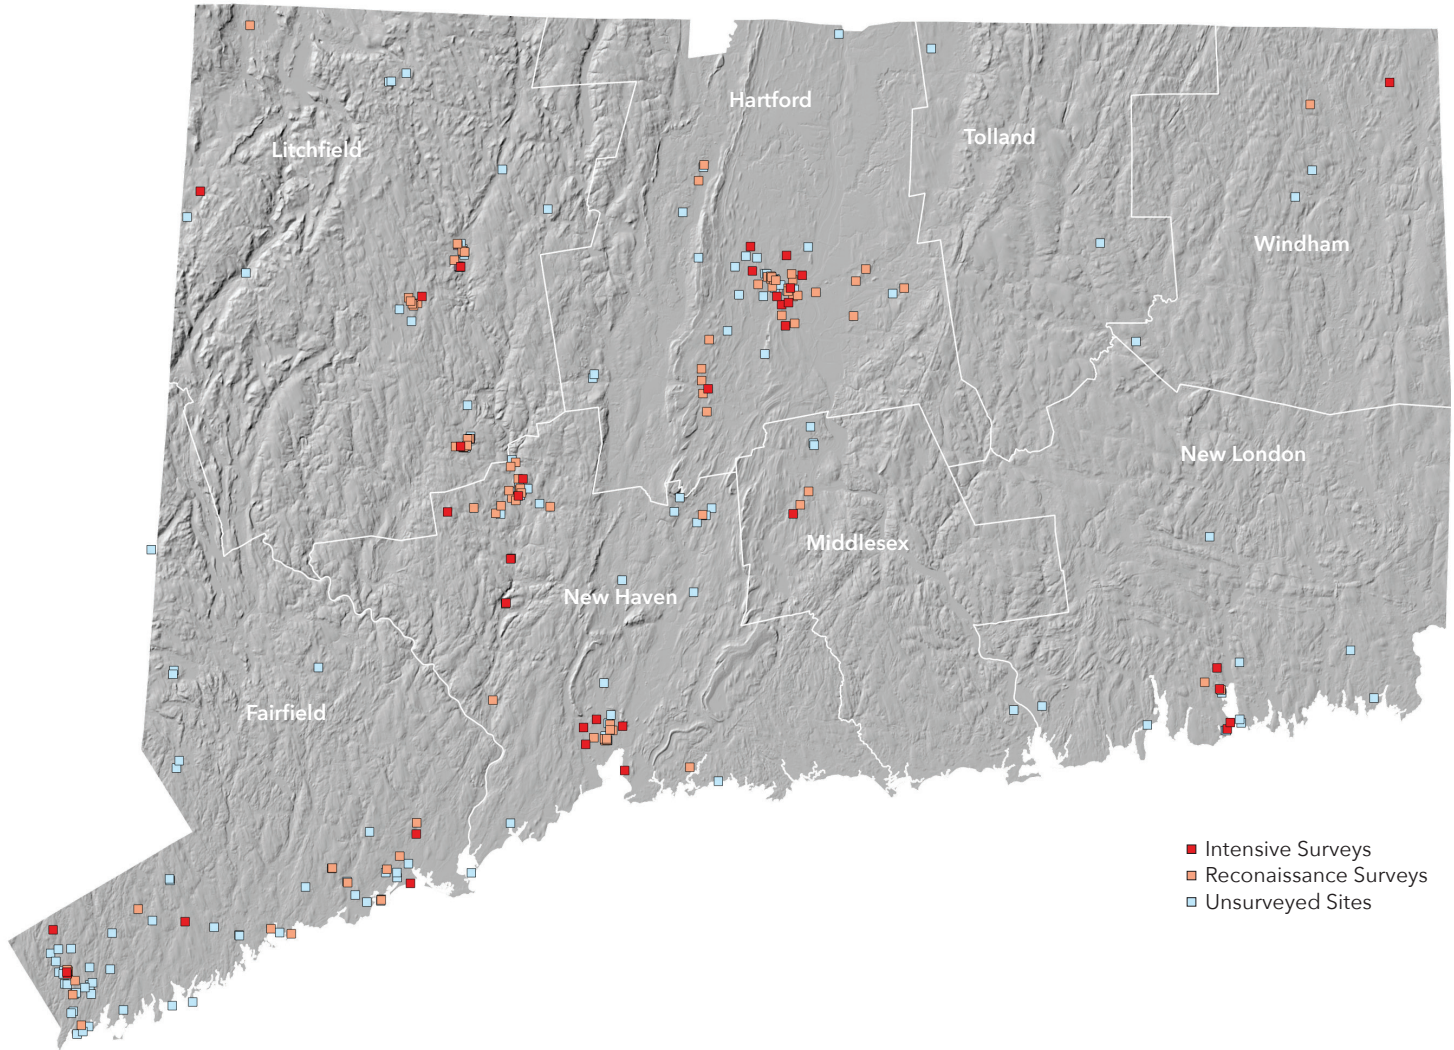 Hartford
Tolland
Litchfield
Windham
New London
Middlesex
New Haven
Fairfield
Intensive Surveys
Reconaissance Surveys
Unsurveyed Sites